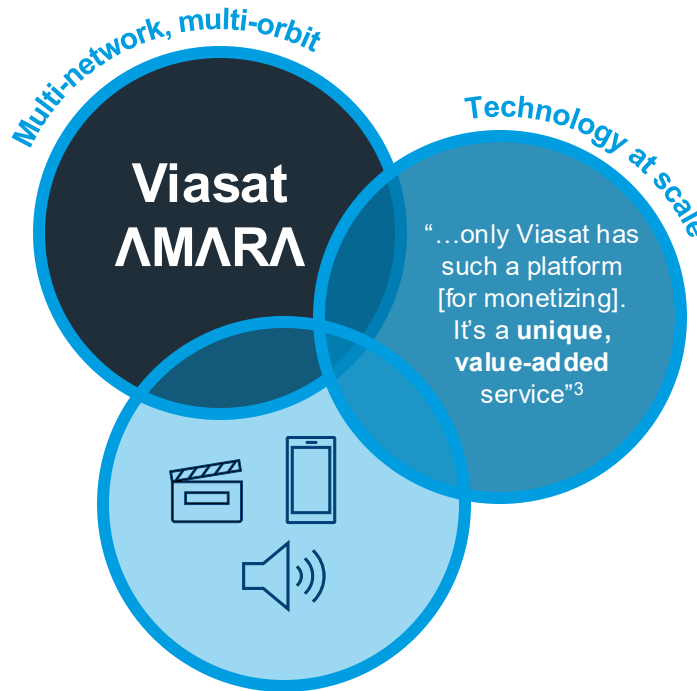 Multi-network, multi-orbit
Technology at scale
Viasat
ΛMΛRΛ
“…only Viasat has
such a platform
[for monetizing].
It’s a unique,
value-added
service”³